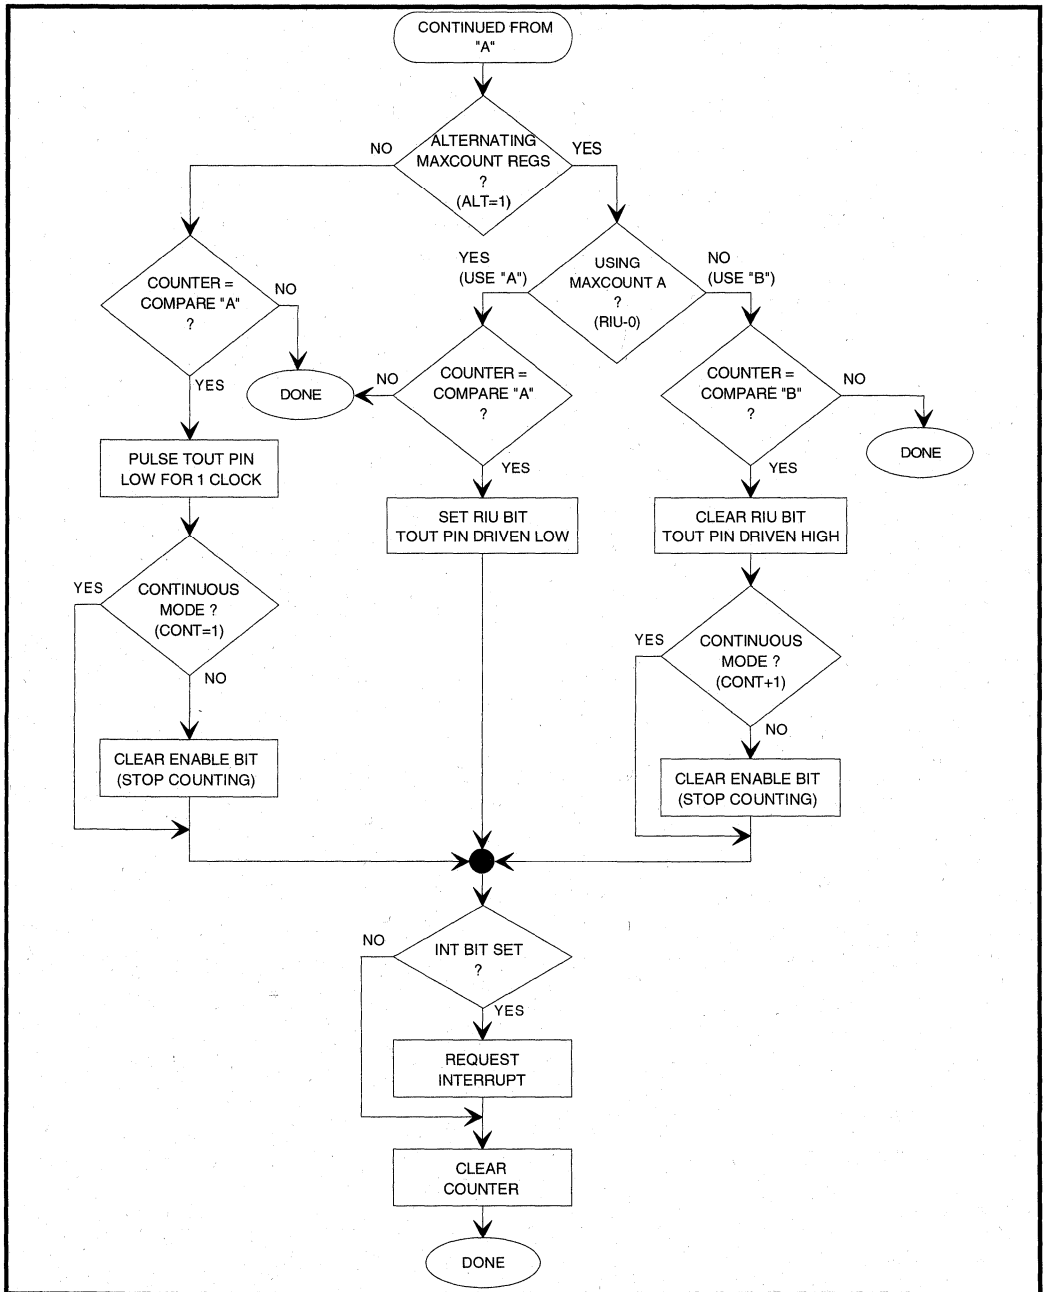 CONTINUED FROM
"A"
ALTERNATING
MAXCOUNT REGS
?
(ALT=1)
NO
YES
USING
MAXCOUNT A
?
(RIU-0)
YES
(USE "A")
NO
(USE "B")
COUNTER =
COMPARE "A"
?
NO
YES
DONE
COUNTER =
COMPARE "A"
?
NO
YES
COUNTER =
COMPARE "B"
?
NO
YES
DONE
PULSE TOUT PIN
LOW FOR 1 CLOCK
SET RIU BIT
TOUT PIN DRIVEN LOW
CLEAR RIU BIT
TOUT PIN DRIVEN HIGH
YES
CONTINUOUS
MODE ?
(CONT=1)
NO
YES
CONTINUOUS
MODE ?
(CONT+1)
NO
CLEAR ENABLE BIT
(STOP COUNTING)
CLEAR ENABLE BIT
(STOP COUNTING)
NO
INT BIT SET
?
YES
REQUEST
INTERRUPT
CLEAR
COUNTER
DONE